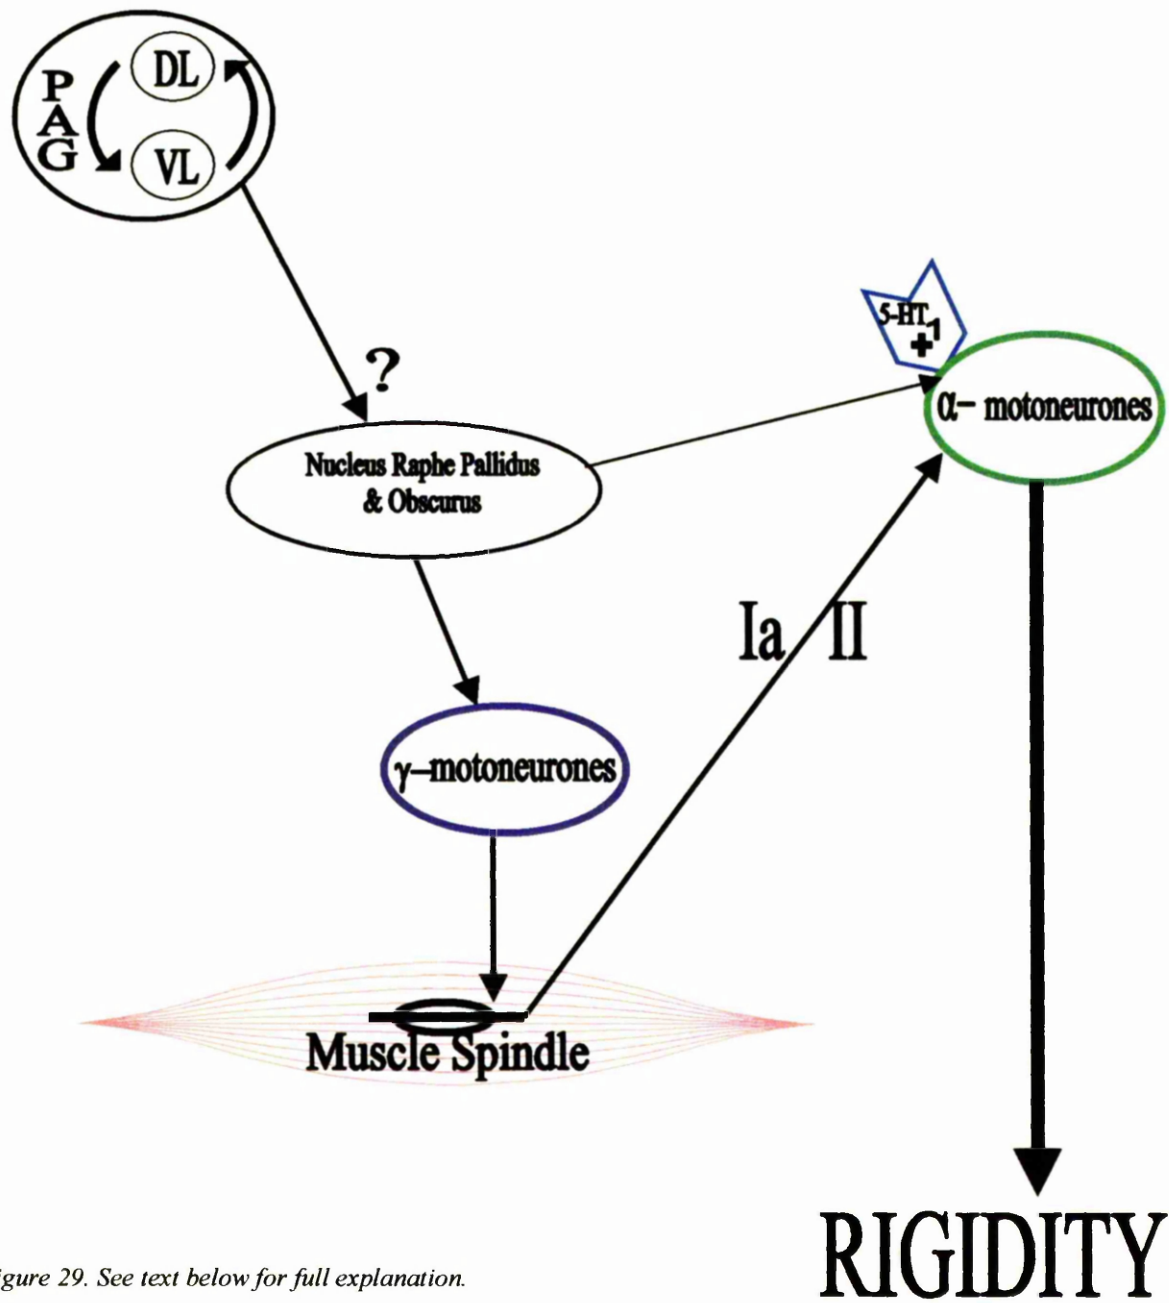 P
A
G
DL
VL
?
5-HT1
+
α- motoneurones
Nucleus Raphe Pallidus
& Obscurus
Ia II
γ-motoneurones
Muscle Spindle
RIGIDITY
igure 29. See text below for full explanation.